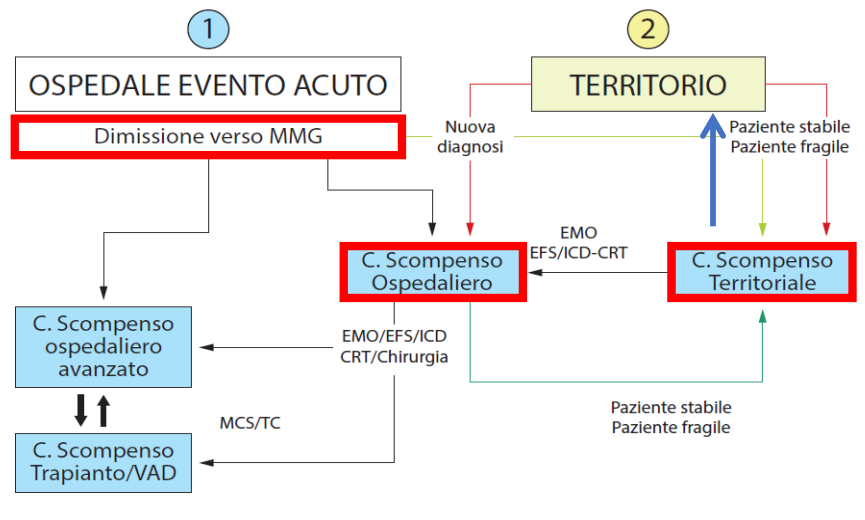 1
2
OSPEDALE EVENTO ACUTO
TERRITORIO
Dimissione verso MMG
Nuova
diagnosi
Paziente stabile
Paziente fragile
EMO
EFS/ICD-CRT
C. Scompenso
Ospedaliero
C. Scompenso
Territoriale
C. Scompenso
ospedaliero
avanzato
EMO/EFS/ICD
CRT/Chirurgia
MCS/TC
Paziente stabile
Paziente fragile
C. Scompenso
Trapianto/VAD